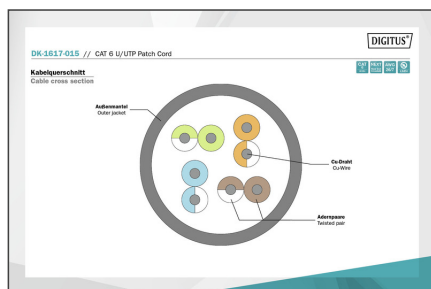 DIGITUS®
DK-1617-015 // CAT 6 U/UTP Patch Cord
Kabelquerschnitt
Cable cross section
Außenmantel
Outer jacket
Cu-Draht
Cu-Wire
Adernpaare
Twisted pair